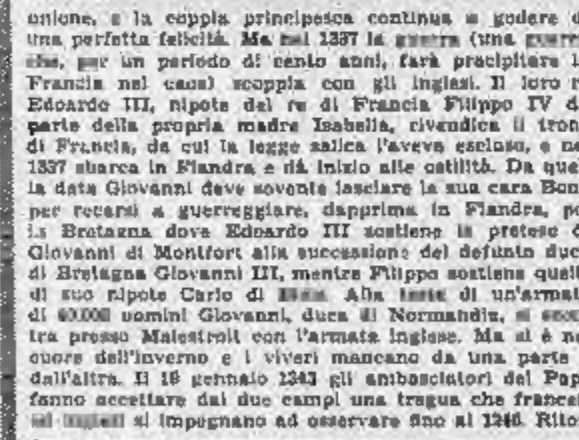 unione, e la coppia principesca continua a godere d
una perfetta felicità. Ma nel 1337 la guerra (una guerr
che, per un periodo di cento anni, farà precipitare l
Francia nel caos) scoppia con gli inglesi. Il loro r
Edoardo III, nipote del re di Francia Filippo IV d
parte della propria madre Isabella, rivendica il tron
di Francia, da cui la legge salica l'aveva escluso, e ne
1337 sbarca in Fiandra e dà inizio alle ostilità. Da quel
la data Giovanni deve sovente lasciare la sua cara Bon
per recarsi a guerreggiare, dapprima in Fiandra, po
in Bretagna dove Edoardo III sostiene le pretese d
Giovanni di Montfort alla successione del defunto duc
di Bretagna Giovanni III, mentre Filippo sostiene quell
di suo nipote Carlo di Alla testa di un'armat
di 40.000 uomini Giovanni, duca di Normandia, si
tra presso Malestroit con l'armata inglese. Ma si è ne
cuore dell'inverno e i viveri mancano da una parte
dall'altra. Il 19 gennaio 1343 gli ambasciatori del Pap
fanno accettare dai due campi una tregua che frances
ed inglesi si impegnano ad osservare fino al 1346. Rito